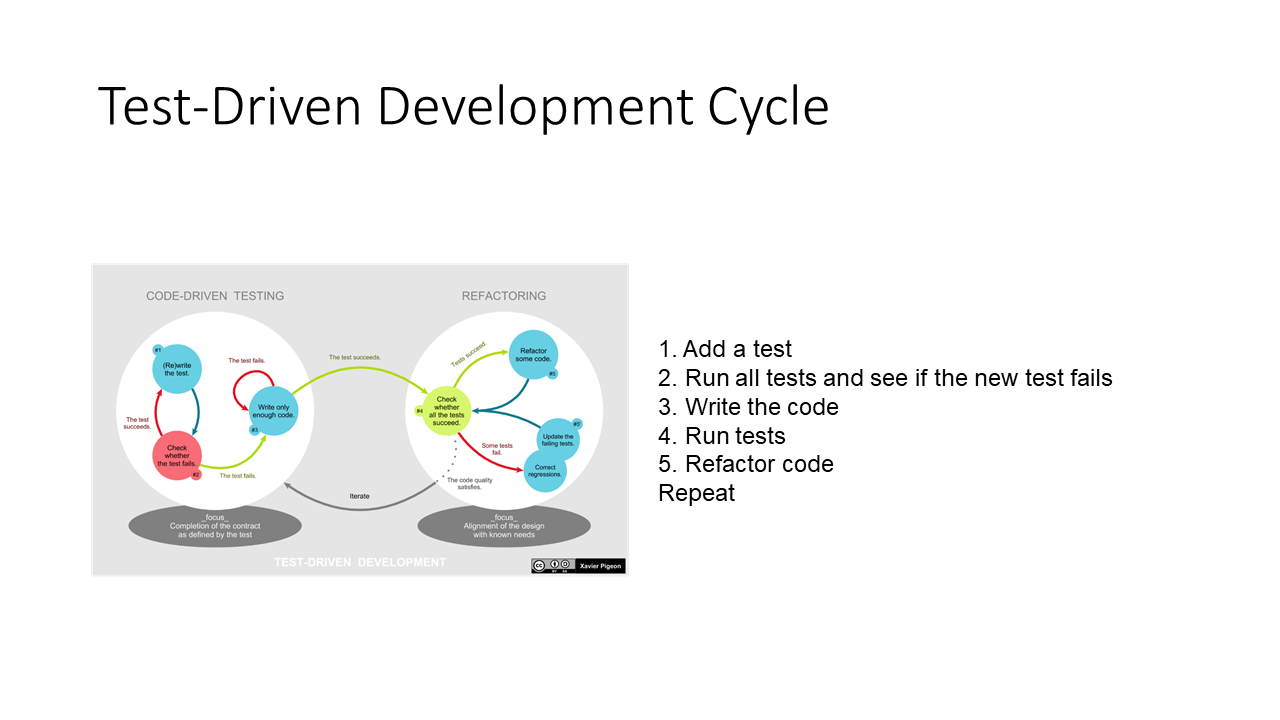 Test-Driven Development Cycle
CODE-DRIVEN TESTING
REFACTORING
#1
(Re)write
the test.
The test fails.
The test succeeds.
Tests succeed.
Refactor
some code.
#5
Write only
enough code.
#3
The test
succeeds.
Check
whether
the test fails.
#2
The test fails.
#4
Check
whether
all the tests
succeed.
#5'
Update the
failing tests.
Some tests
fail.
Correct
regressions.
The code quality
satisfies.
Iterate
_focus_
Completion of the contract
as defined by the test
_focus_
Alignment of the design
with known needs
TEST-DRIVEN DEVELOPMENT
cc
BY SA
Xavier Pigeon
1. Add a test
2. Run all tests and see if the new test fails
3. Write the code
4. Run tests
5. Refactor code
Repeat